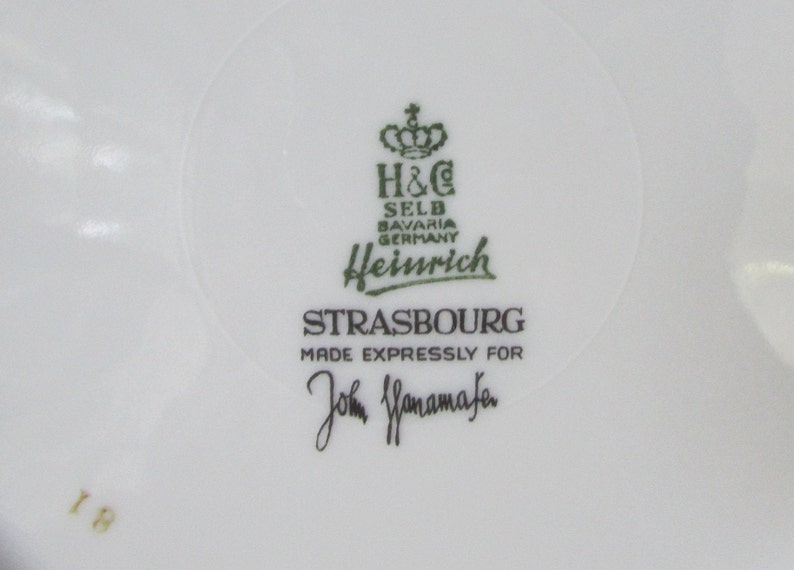 H & Co
SELB
BAVARIA
GERMANY
Heinrich
STRASBOURG
MADE EXPRESSLY FOR
John Wanamaker
18